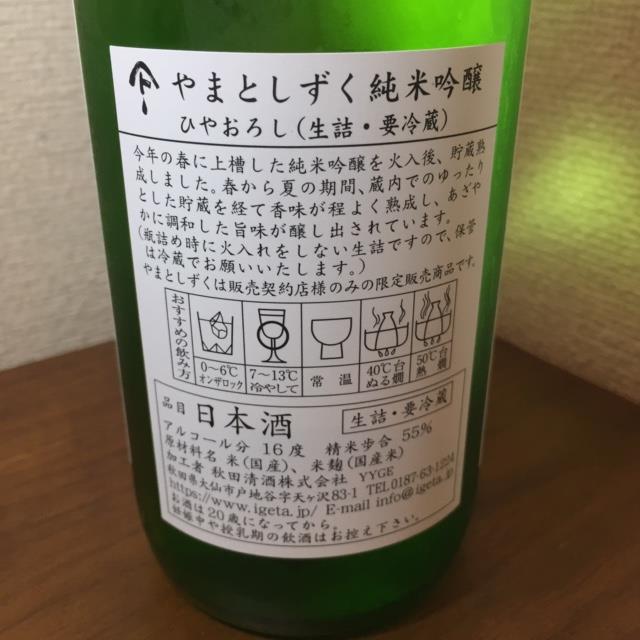 やまとしずく純米吟醸
ひやおろし(生詰・要冷蔵)
今年の春に上槽した純米吟醸を火入後、貯蔵熟
成しました。春から夏の期間、蔵内でのゆったり
とした貯蔵を経て香味が程よく熟成し、あざや
かに調和した旨味が醸し出されています。
(瓶詰め時に火入れをしない生詰ですので、保管
は冷蔵でお願いいたします。)
やまとしずくは販売契約店様のみの限定販売商品です。
おすすめの飲み方
0〜6℃
オンザロック
7〜13℃
冷やして
常温
40℃台
ぬる燗
50℃台
熱燗
品目 日本酒 生詰・要冷蔵
アルコール分 16度 精米歩合 55%
原材料名 米(国産)、米麹(国産米)
加工者 秋田清酒株式会社 YYGE
秋田県大仙市戸地谷字天ヶ沢83-1 TEL0187-63-1224
https://www.igeta.jp/ E-mail info@igeta.jp
お酒は20歳になってから。
妊娠中や授乳期の飲酒はお控え下さい。